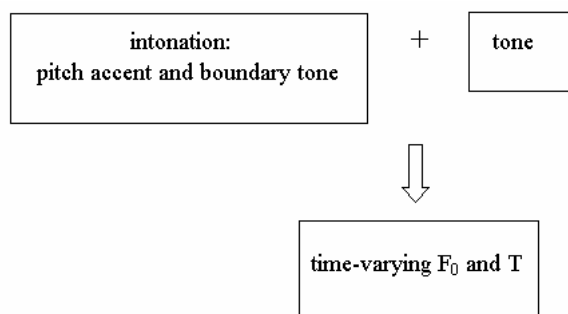 intonation:
pitch accent and boundary tone
+
tone
time-varying F₀ and T